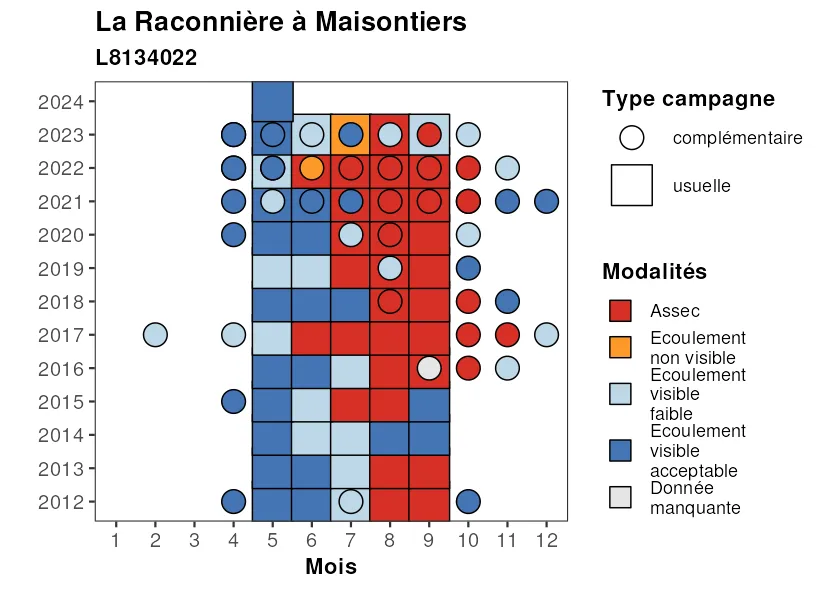 La Raconnière à Maisontiers
L8134022
2024
2023
2022
2021
2020
2019
2018
2017
2016
2015
2014
2013
2012
1 2 3 4 5 6 7 8 9 10 11 12
Mois
Type campagne
complémentaire
usuelle
Modalités
Assec
Ecoulement
non visible
Ecoulement
visible
faible
Ecoulement
visible
acceptable
Donnée
manquante